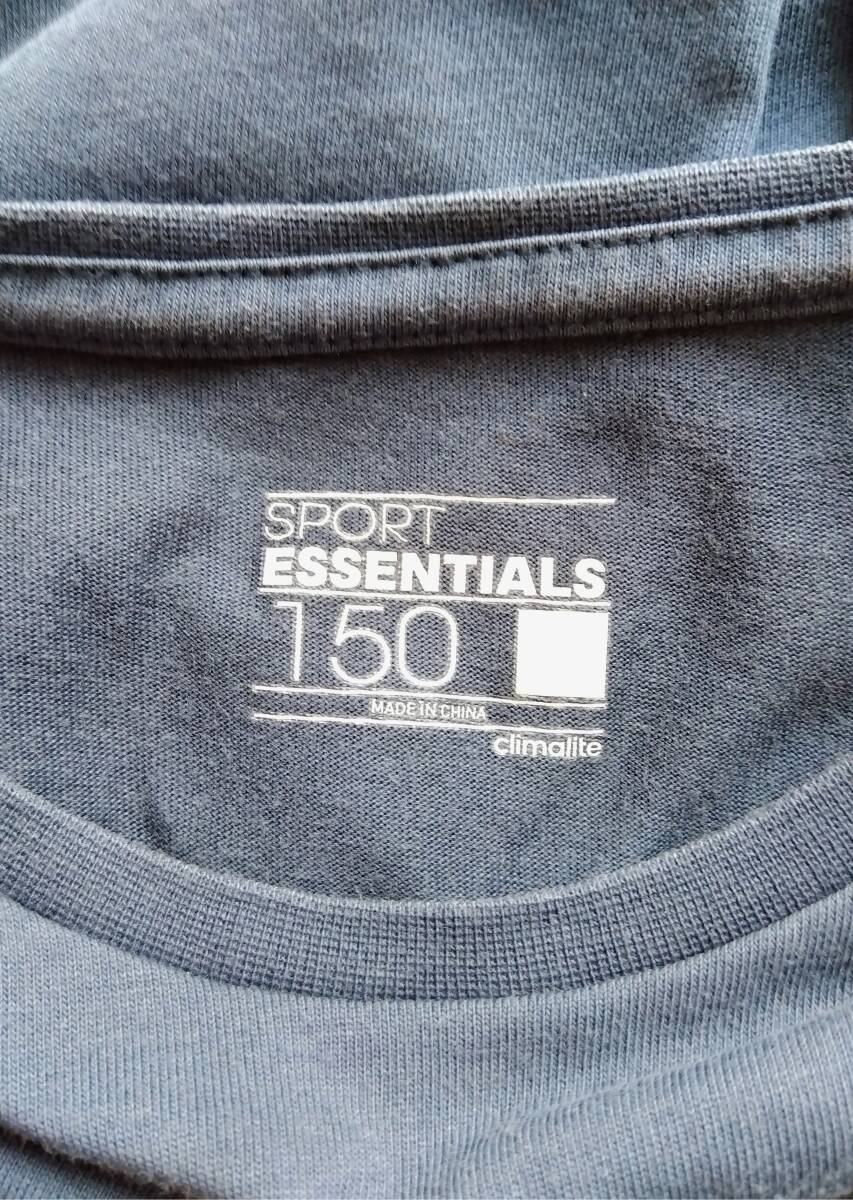 SPORT
ESSENTIALS
150
MADE IN CHINA
climalite